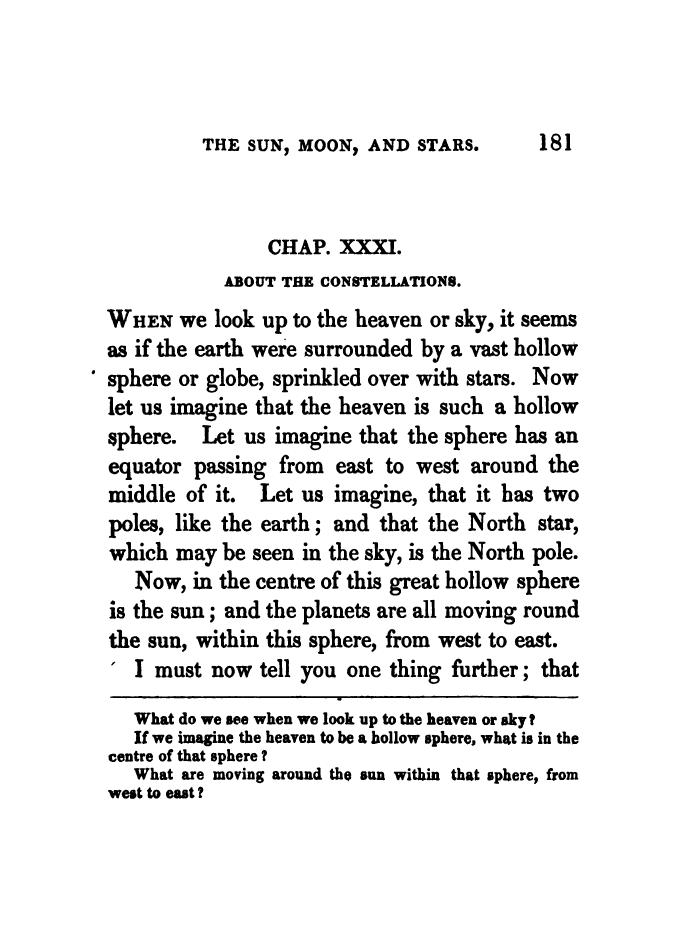 THE SUN, MOON, AND STARS. 181
CHAP. XXXI.
ABOUT THE CONSTELLATIONS.
WHEN we look up to the heaven or sky, it seems
as if the earth were surrounded by a vast hollow
sphere or globe, sprinkled over with stars. Now
let us imagine that the heaven is such a hollow
sphere. Let us imagine that the sphere has an
equator passing from east to west around the
middle of it. Let us imagine, that it has two
poles, like the earth; and that the North star,
which may be seen in the sky, is the North pole.
Now, in the centre of this great hollow sphere
is the sun; and the planets are all moving round
the sun, within this sphere, from west to east.
I must now tell you one thing further; that
What do we see when we look up to the heaven or sky?
If we imagine the heaven to be a hollow sphere, what is in the
centre of that sphere?
What are moving around the sun within that sphere, from
west to east?